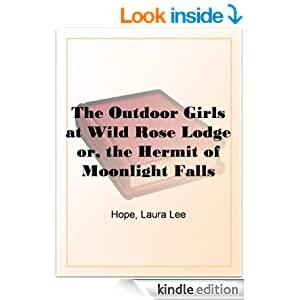 LOOK INSIDE!
The Outdoor Girls
at Wild Rose Lodge
or, the Hermit of
Moonlight Falls
Hope, Laura Lee
kindle edition